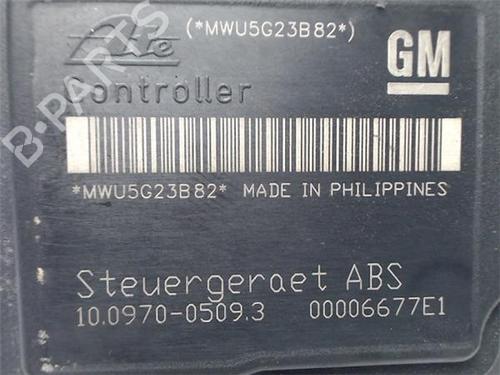 Ate (*MWU5G23B82*)
GM
Controller
*MWU5G23B82* MADE IN PHILIPPINES
Steuergeraet ABS
10.0970-0509.3 00006677E1
B-PARTS